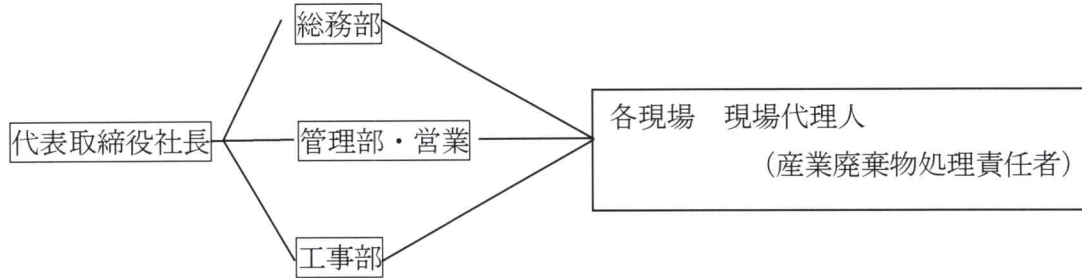 総務部
代表取締役社長
管理部・営業
工事部
各現場　現場代理人
（産業廃棄物処理責任者）